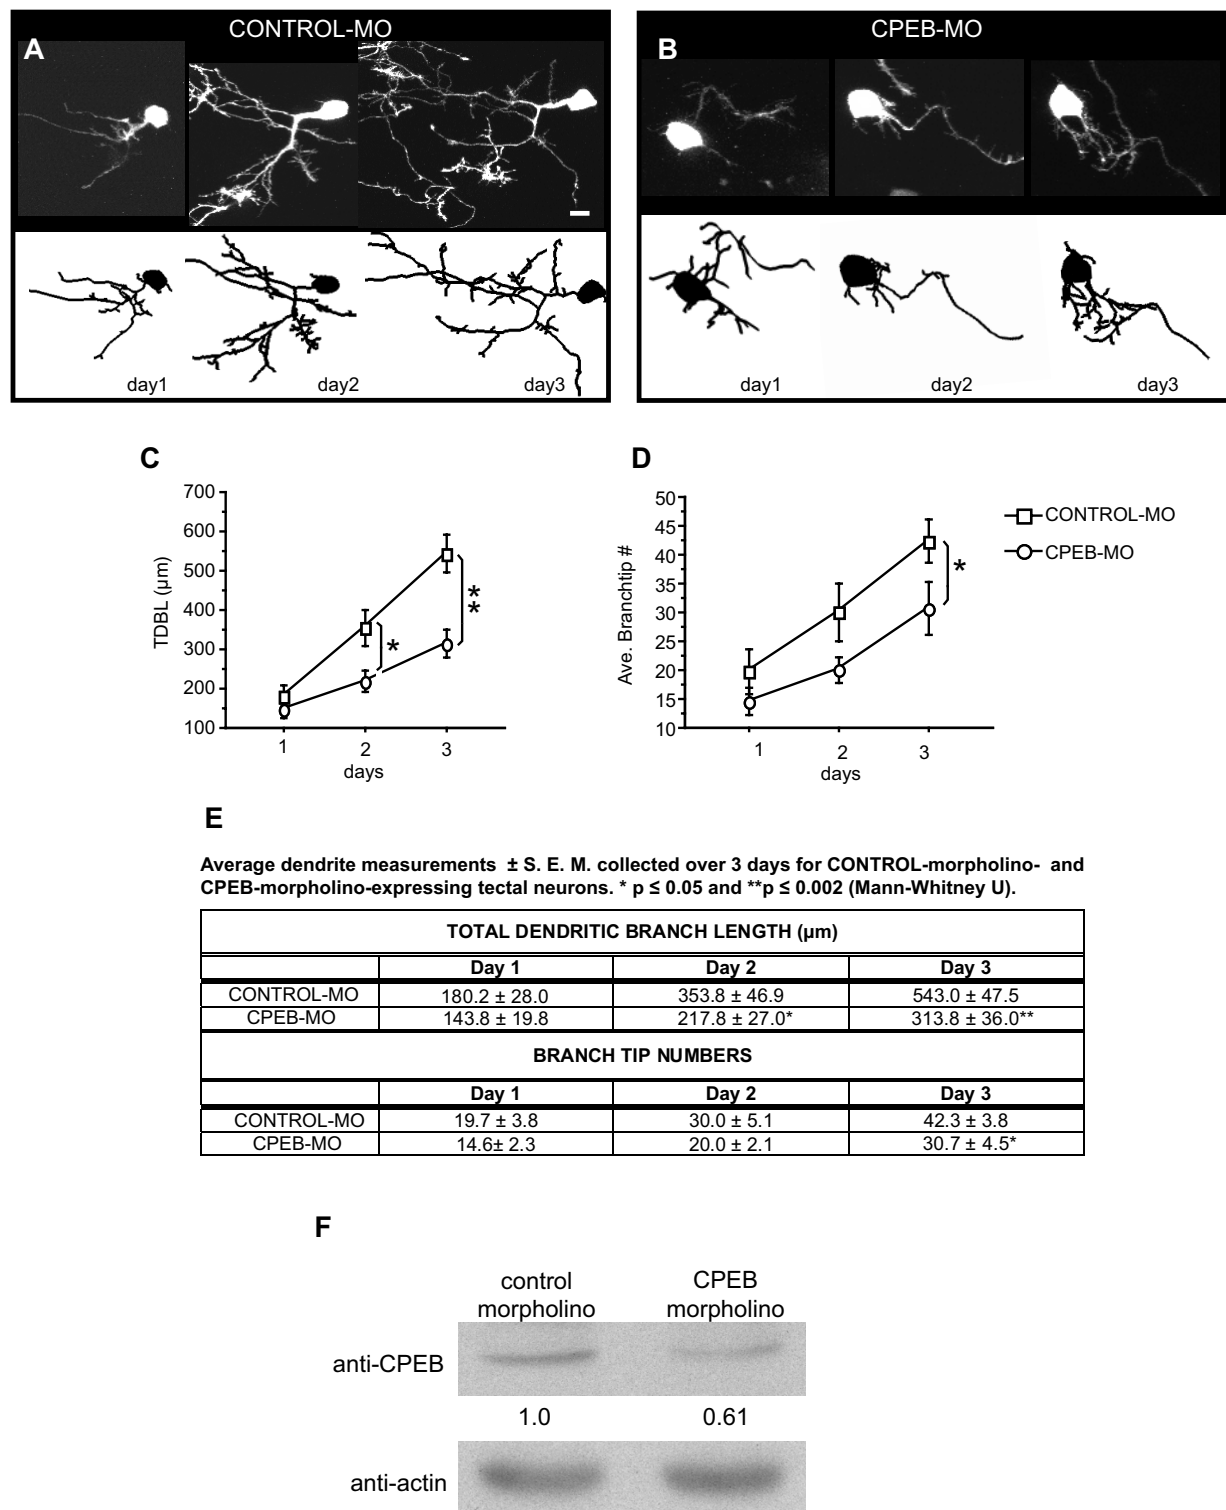 CONTROL-MO
A
day1
day2
day3
CPEB-MO
B
day1
day2
day3
C
TDBL (µm)
700
600
500
400
300
200
100
*
*
*
1
2
3
days
D
Ave. Branchtip #
50
45
40
35
30
25
20
15
10
*
1
2
3
days
CONTROL-MO
CPEB-MO
E
Average dendrite measurements ± S. E. M. collected over 3 days for CONTROL-morpholino- and
CPEB-morpholino-expressing tectal neurons. * p ≤ 0.05 and **p ≤ 0.002 (Mann-Whitney U).
TOTAL DENDRITIC BRANCH LENGTH (µm)
Day 1 Day 2 Day 3
CONTROL-MO 180.2 ± 28.0 353.8 ± 46.9 543.0 ± 47.5
CPEB-MO 143.8 ± 19.8 217.8 ± 27.0* 313.8 ± 36.0**
BRANCH TIP NUMBERS
Day 1 Day 2 Day 3
CONTROL-MO 19.7 ± 3.8 30.0 ± 5.1 42.3 ± 3.8
CPEB-MO 14.6± 2.3 20.0 ± 2.1 30.7 ± 4.5*
F
control
morpholino
CPEB
morpholino
anti-CPEB
1.0 0.61
anti-actin